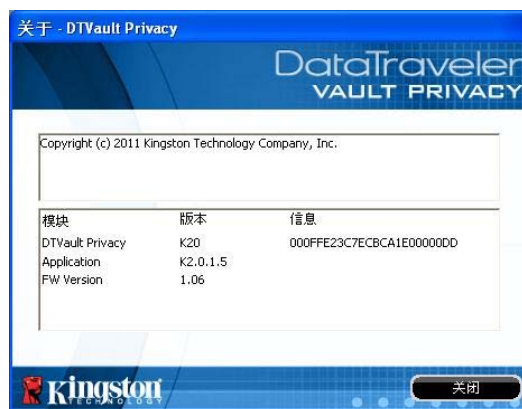 关于 - DTVault Privacy
DataTraveler
VAULT PRIVACY
Copyright (c) 2011 Kingston Technology Company, Inc.
模块 版本 信息
DTVault Privacy K20 000FFE23C7ECBCA1E00000DD
Application K2.0.1.5
FW Version 1.06
Kingston
TECHNOLOGY
关闭